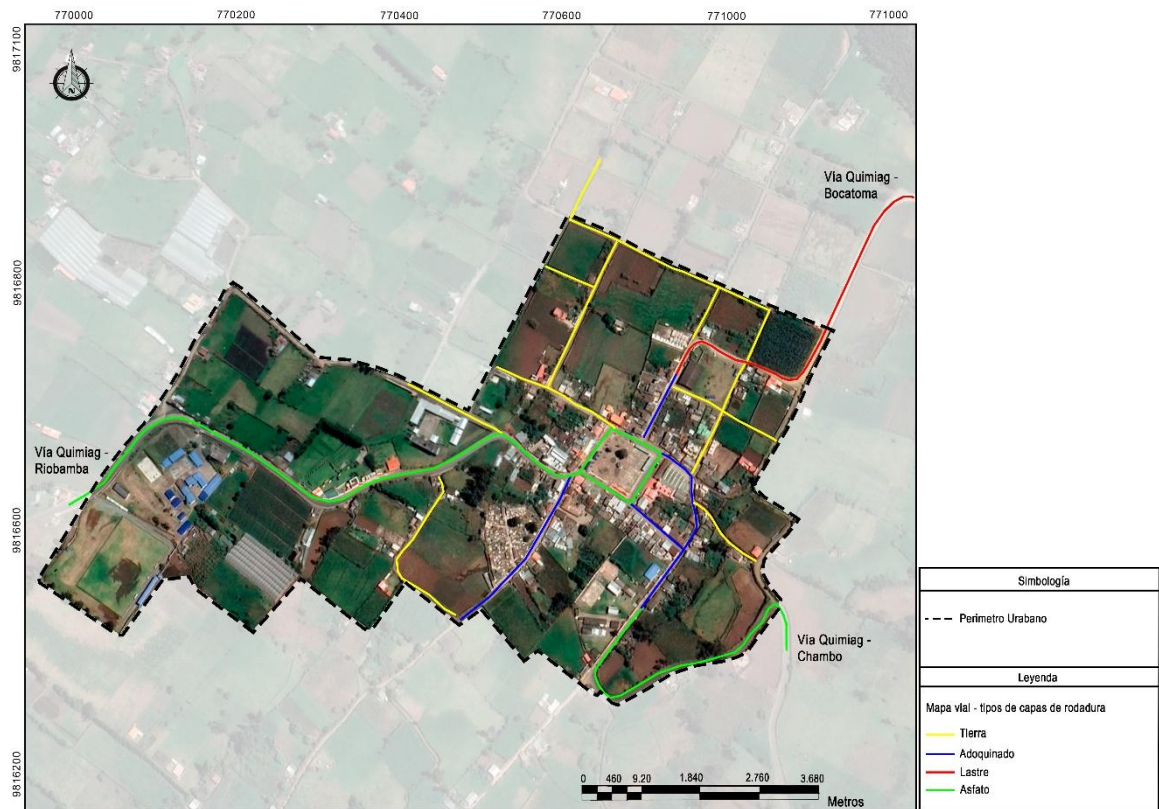 770000 770200 770400 770600 771000 771000
9817100
9816800
9816600
9816200
N
Vía Quimiag -
Bocatoma
Vía Quimiag -
Riobamba
Vía Quimiag -
Chambo
0 460 9.20 1.840 2.760 3.680
Metros
Simbología
Perímetro Urabano
Leyenda
Mapa vial - tipos de capas de rodadura
Tierra
Adoquinado
Lastre
Asfato